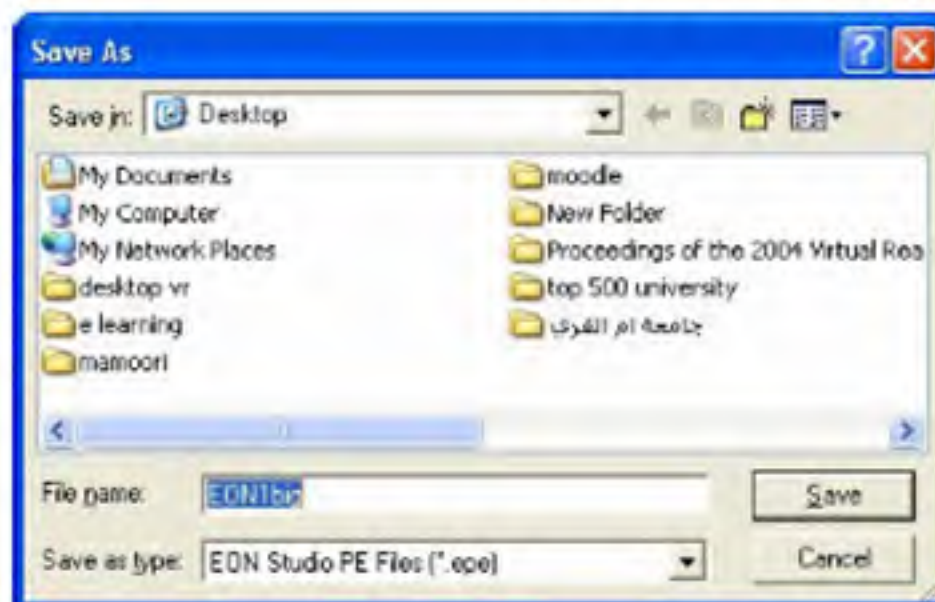 Save As
Save in: Desktop
My Documents
My Computer
My Network Places
desktop vr
e learning
mamoori
moodle
New Folder
Proceedings of the 2004 Virtual Rea
top 500 university
جامعة ام القرى
File name:
Save
Save as type: EON Studio PE Files (*.epe)
Cancel